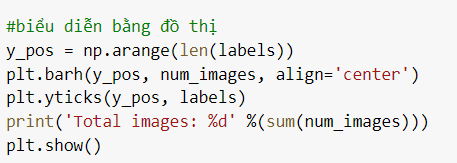 #biểu diễn bằng đồ thị
y_pos = np.arange(len(labels))
plt.barh(y_pos, num_images, align='center')
plt.yticks(y_pos, labels)
print('Total images: %d' %(sum(num_images)))
plt.show()